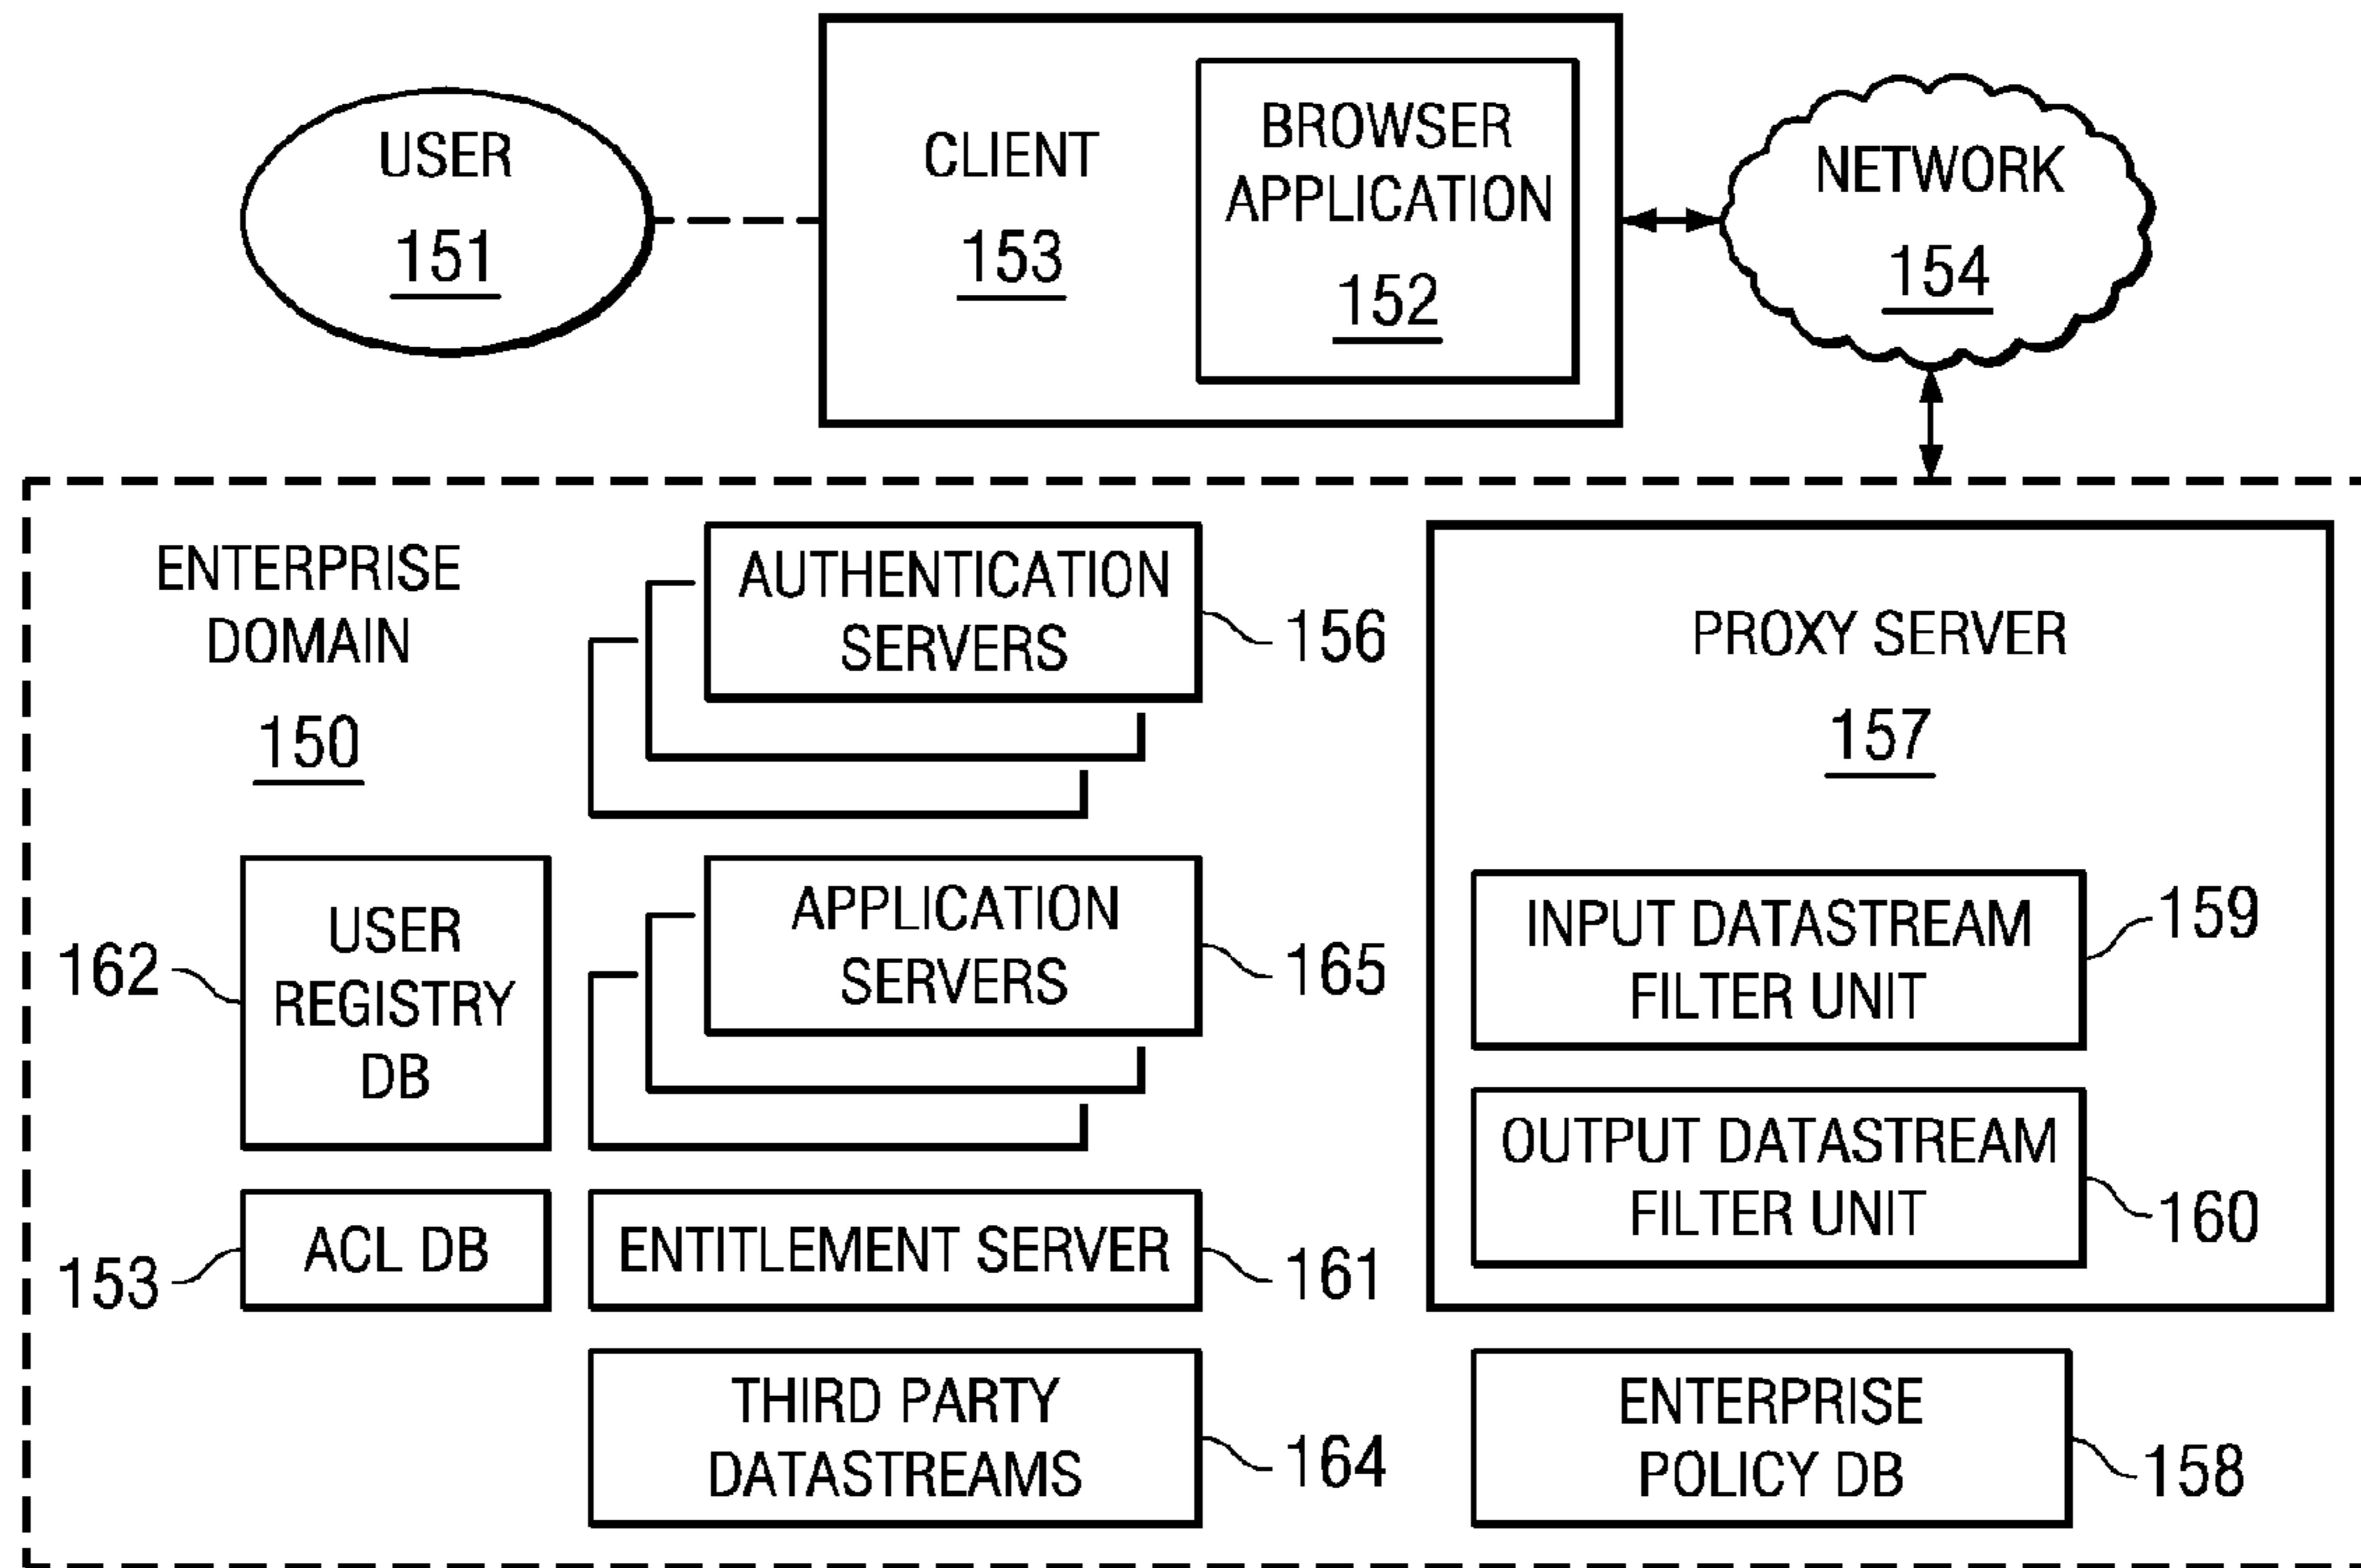 USER
151
CLIENT
153
BROWSER
APPLICATION
152
NETWORK
154
ENTERPRISE
DOMAIN
150
AUTHENTICATION
SERVERS
156
PROXY SERVER
157
USER
REGISTRY
DB
162
APPLICATION
SERVERS
165
INPUT DATASTREAM
FILTER UNIT
159
OUTPUT DATASTREAM
FILTER UNIT
160
ACL DB
153
ENTITLEMENT SERVER
161
THIRD PARTY
DATASTREAMS
164
ENTERPRISE
POLICY DB
158